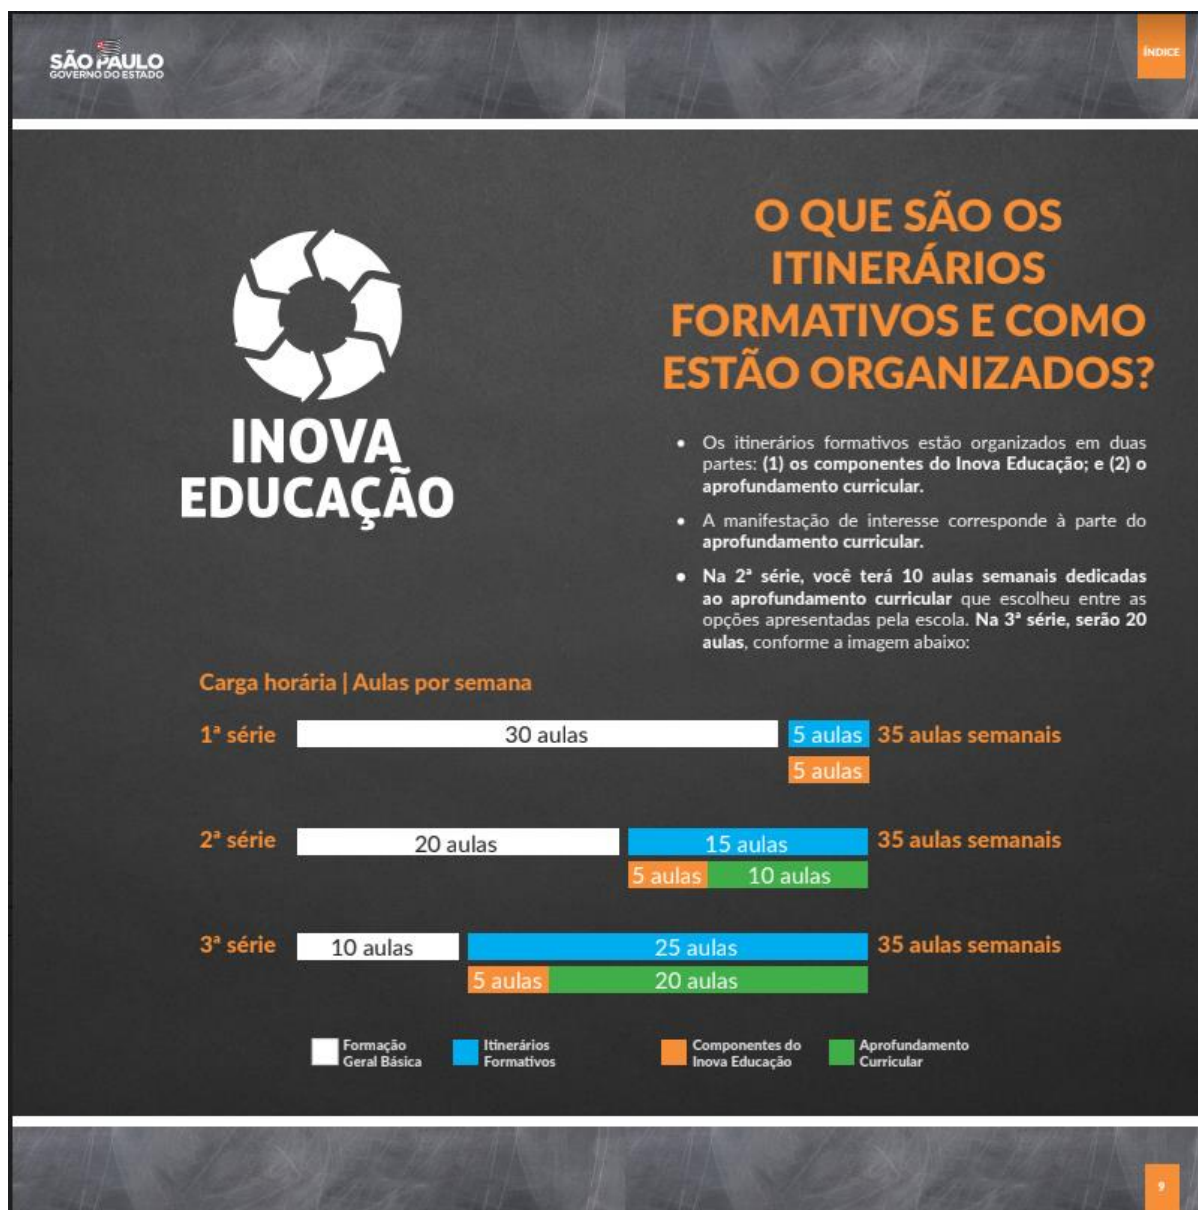 SÃO PAULO
GOVERNO DO ESTADO
ÍNDICE
INOVA
EDUCAÇÃO
O QUE SÃO OS
ITINERÁRIOS
FORMATIVOS E COMO
ESTÃO ORGANIZADOS?
• Os itinerários formativos estão organizados em duas
partes: (1) os componentes do Inova Educação; e (2) o
aprofundamento curricular.
• A manifestação de interesse corresponde à parte do
aprofundamento curricular.
• Na 2ª série, você terá 10 aulas semanais dedicadas
ao aprofundamento curricular que escolheu entre as
opções apresentadas pela escola. Na 3ª série, serão 20
aulas, conforme a imagem abaixo:
Carga horária | Aulas por semana
1ª série 30 aulas 5 aulas 35 aulas semanais
5 aulas
2ª série 20 aulas 15 aulas 35 aulas semanais
5 aulas 10 aulas
3ª série 10 aulas 25 aulas 35 aulas semanais
5 aulas 20 aulas
Formação
Geral Básica
Itinerários
Formativos
Componentes do
Inova Educação
Aprofundamento
Curricular
9